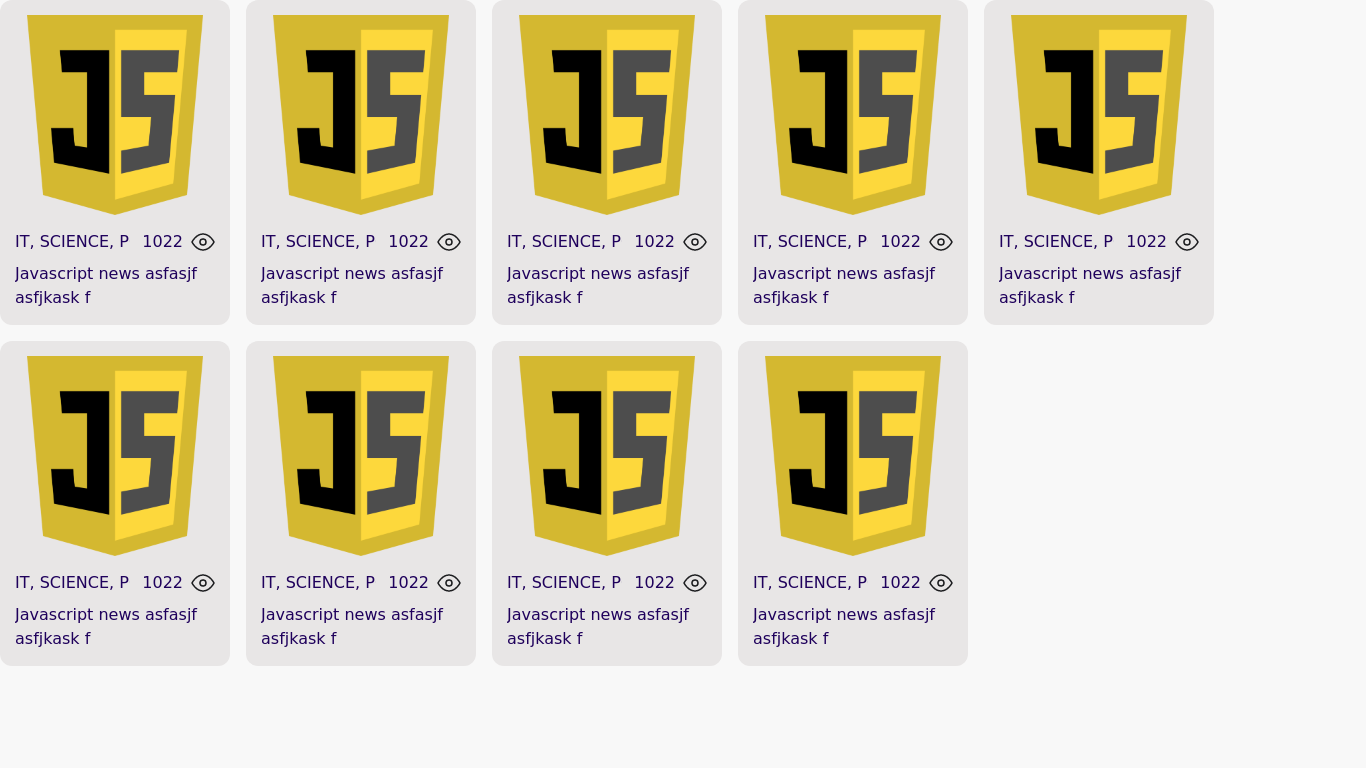 JS JS JS JS JS
IT, SCIENCE, P 1022 IT, SCIENCE, P 1022 IT, SCIENCE, P 1022 IT, SCIENCE, P 1022 IT, SCIENCE, P 1022
Javascript news asfasjf Javascript news asfasjf Javascript news asfasjf Javascript news asfasjf Javascript news asfasjf
asfjkask f asfjkask f asfjkask f asfjkask f asfjkask f
JS JS JS JS
IT, SCIENCE, P 1022 IT, SCIENCE, P 1022 IT, SCIENCE, P 1022 IT, SCIENCE, P 1022
Javascript news asfasjf Javascript news asfasjf Javascript news asfasjf Javascript news asfasjf
asfjkask f asfjkask f asfjkask f asfjkask f